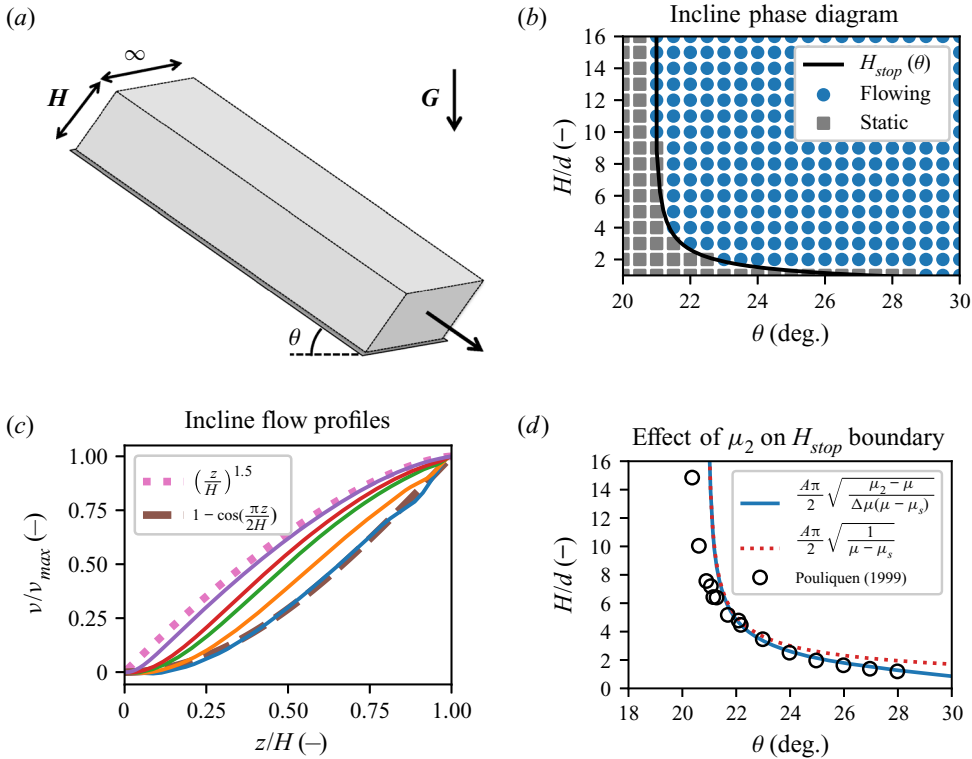 (a)
∞
H
G
θ
(b)
Incline phase diagram
H/d (–)
16
14
12
10
8
6
4
2
20 22 24 26 28 30
θ (deg.)
H_stop (θ)
Flowing
Static
(c)
Incline flow profiles
v/v_max (–)
1.00
0.75
0.50
0.25
0
0 0.25 0.50 0.75 1.00
z/H (–)
(z/H)^1.5
1 – cos(πz/2H)
(d)
Effect of μ₂ on H_stop boundary
H/d (–)
16
14
12
10
8
6
4
2
0
18 20 22 24 26 28 30
θ (deg.)
Aπ/2 √((μ₂ – μ)/(Δμ(μ – μ_s)))
Aπ/2 √(1/(μ – μ_s))
Pouliquen (1999)